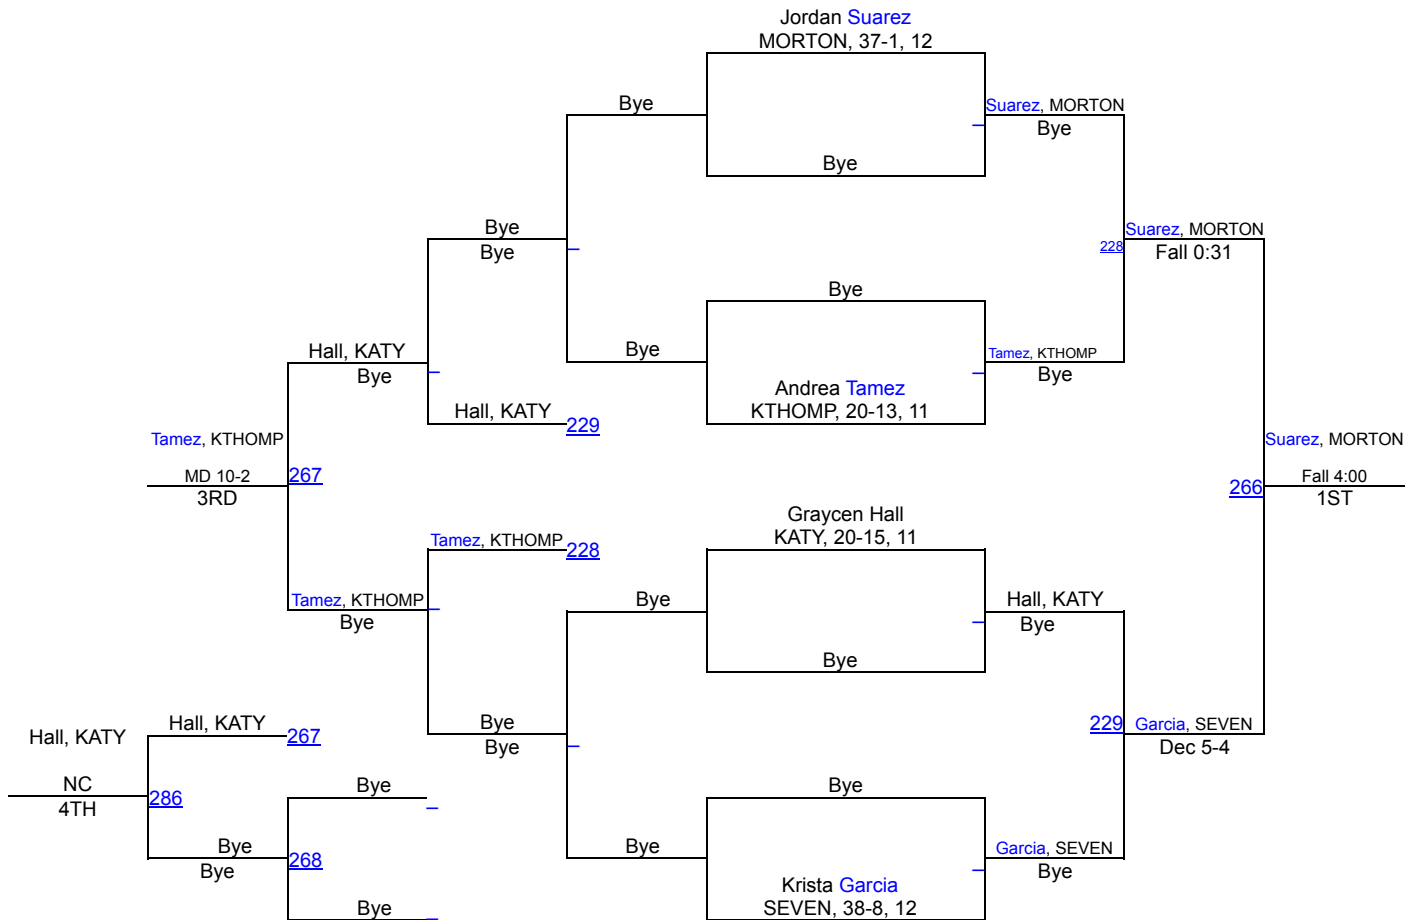 Jordan Suarez
MORTON, 37-1, 12
Bye
Suarez, MORTON
Bye
Bye
Bye
Bye
Suarez, MORTON
228
Fall 0:31
Bye
Hall, KATY
Bye
Bye
Tamez, KTHOMP
Bye
Andrea Tamez
KTHOMP, 20-13, 11
Hall, KATY
229
Tamez, KTHOMP
MD 10-2
267
3RD
Suarez, MORTON
266
Fall 4:00
1ST
Graycen Hall
KATY, 20-15, 11
Tamez, KTHOMP
228
Tamez, KTHOMP
Bye
Bye
Hall, KATY
Bye
Bye
Hall, KATY
Hall, KATY
267
Bye
Bye
229
Garcia, SEVEN
Dec 5-4
NC
286
4TH
Bye
Bye
Bye
Bye
268
Bye
Garcia, SEVEN
Bye
Krista Garcia
SEVEN, 38-8, 12
Bye